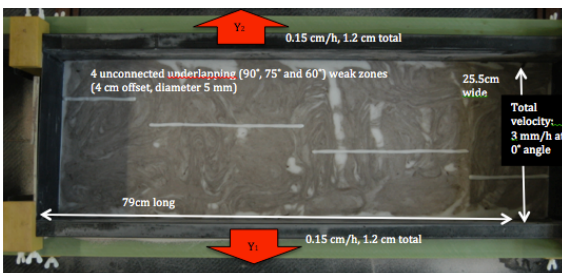 Y2
0.15 cm/h, 1.2 cm total
4 unconnected underlapping (90°, 75° and 60°) weak zones
(4 cm offset, diameter 5 mm)
25.5cm
wide
Total
velocity:
3 mm/h at
0° angle
79cm long
Y1
0.15 cm/h, 1.2 cm total